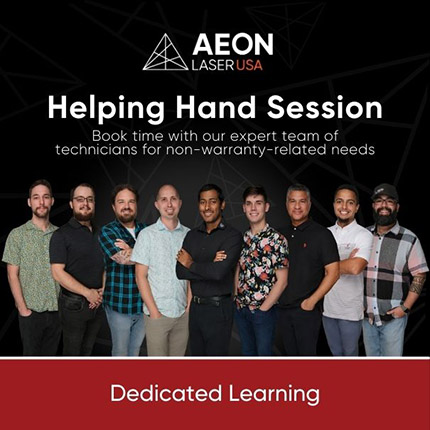 AEON
LASER USA
Helping Hand Session
Book time with our expert team of
technicians for non-warranty-related needs
Dedicated Learning